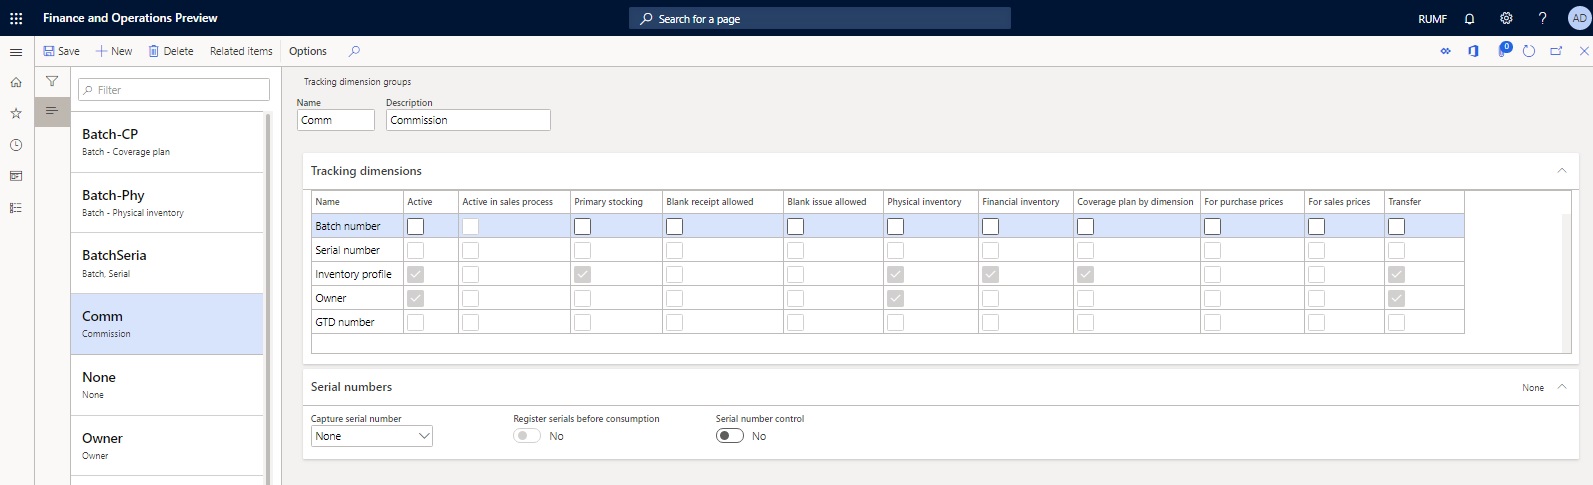 Finance and Operations Preview
Search for a page
RUMF
?
AD
Save
New
Delete
Related items
Options
0
Filter
Batch-CP
Batch - Coverage plan
Batch-Phy
Batch - Physical inventory
BatchSeria
Batch, Serial
Comm
Commission
None
None
Owner
Owner
Tracking dimension groups
Name Description
Comm Commission
Tracking dimensions
Name Active Active in sales process Primary stocking Blank receipt allowed Blank issue allowed Physical inventory Financial inventory Coverage plan by dimension For purchase prices For sales prices Transfer
Batch number
Serial number
Inventory profile
Owner
GTD number
Serial numbers None
Capture serial number Register serials before consumption Serial number control
None No No